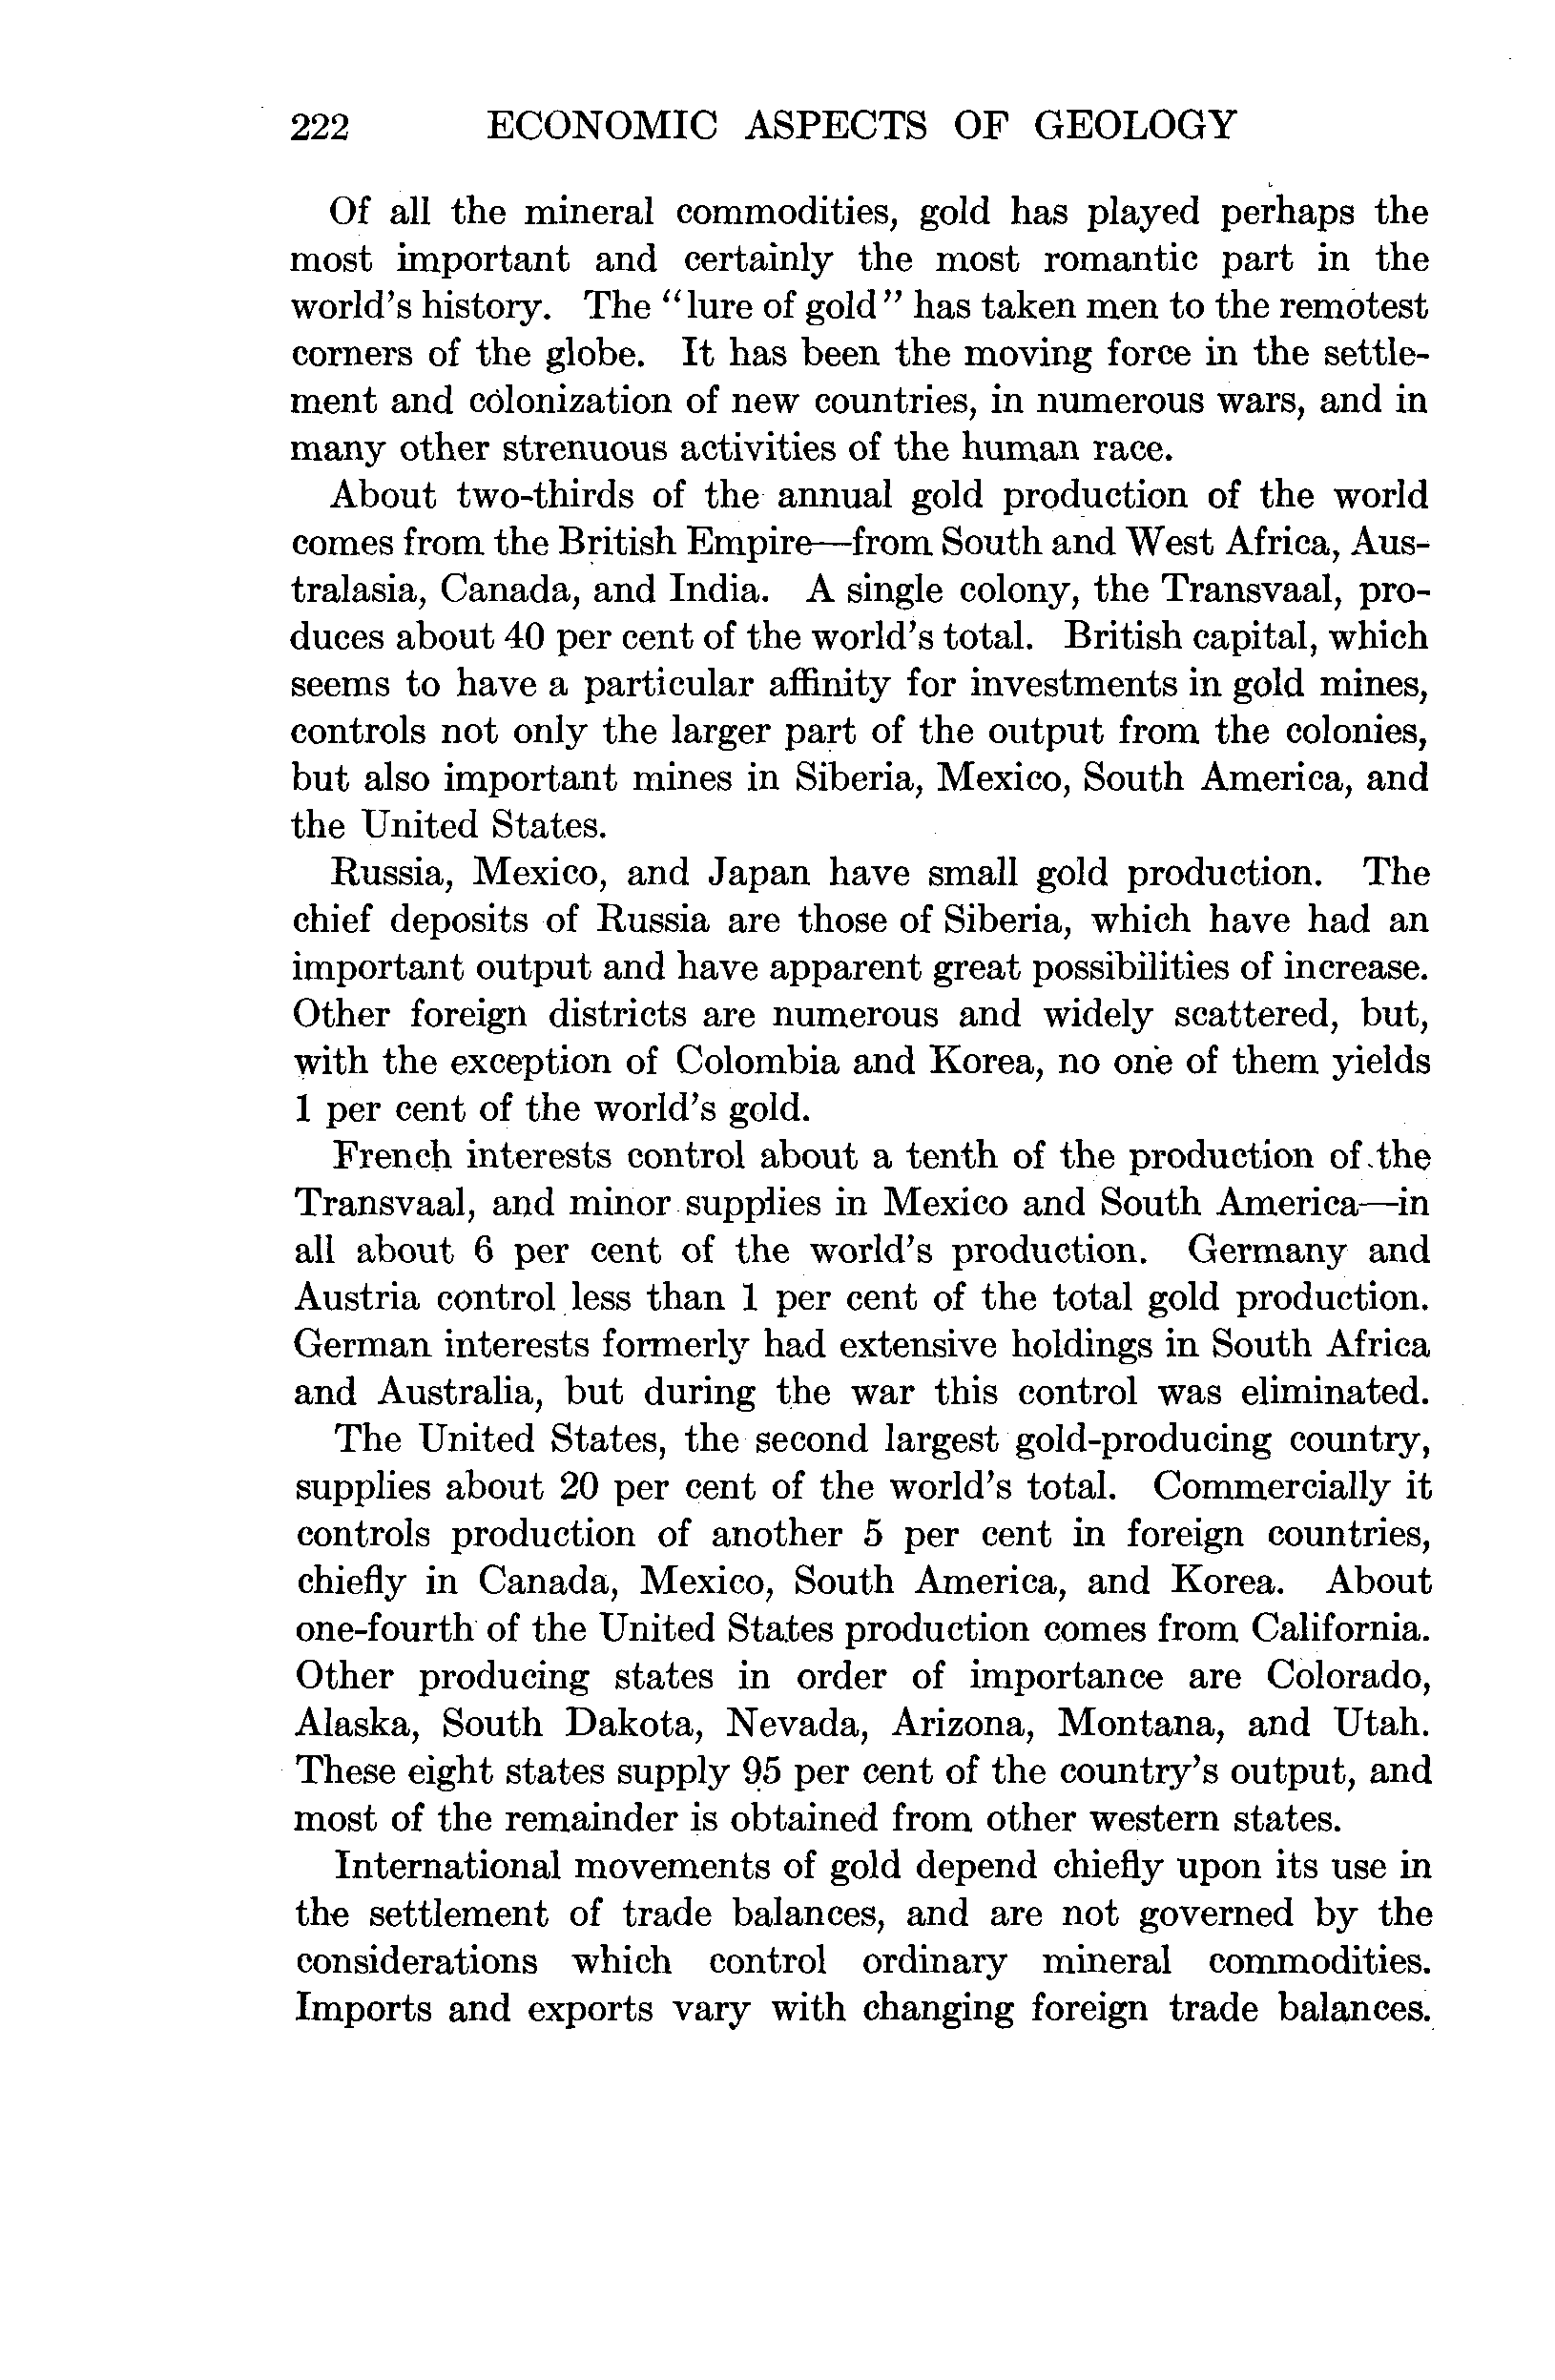 222 ECONOMIC ASPECTS OF GEOLOGY
Of all the mineral commodities, gold has played perhaps the
most important and certainly the most romantic part in the
world's history. The "lure of gold" has taken men to the remotest
corners of the globe. It has been the moving force in the settle-
ment and colonization of new countries, in numerous wars, and in
many other strenuous activities of the human race.
About two-thirds of the annual gold production of the world
comes from the British Empire—from South and West Africa, Aus-
tralasia, Canada, and India. A single colony, the Transvaal, pro-
duces about 40 per cent of the world's total. British capital, which
seems to have a particular affinity for investments in gold mines,
controls not only the larger part of the output from the colonies,
but also important mines in Siberia, Mexico, South America, and
the United States.
Russia, Mexico, and Japan have small gold production. The
chief deposits of Russia are those of Siberia, which have had an
important output and have apparent great possibilities of increase.
Other foreign districts are numerous and widely scattered, but,
with the exception of Colombia and Korea, no one of them yields
1 per cent of the world's gold.
French interests control about a tenth of the production of the
Transvaal, and minor supplies in Mexico and South America—in
all about 6 per cent of the world's production. Germany and
Austria control less than 1 per cent of the total gold production.
German interests formerly had extensive holdings in South Africa
and Australia, but during the war this control was eliminated.
The United States, the second largest gold-producing country,
supplies about 20 per cent of the world's total. Commercially it
controls production of another 5 per cent in foreign countries,
chiefly in Canada, Mexico, South America, and Korea. About
one-fourth of the United States production comes from California.
Other producing states in order of importance are Colorado,
Alaska, South Dakota, Nevada, Arizona, Montana, and Utah.
These eight states supply 95 per cent of the country's output, and
most of the remainder is obtained from other western states.
International movements of gold depend chiefly upon its use in
the settlement of trade balances, and are not governed by the
considerations which control ordinary mineral commodities.
Imports and exports vary with changing foreign trade balances.